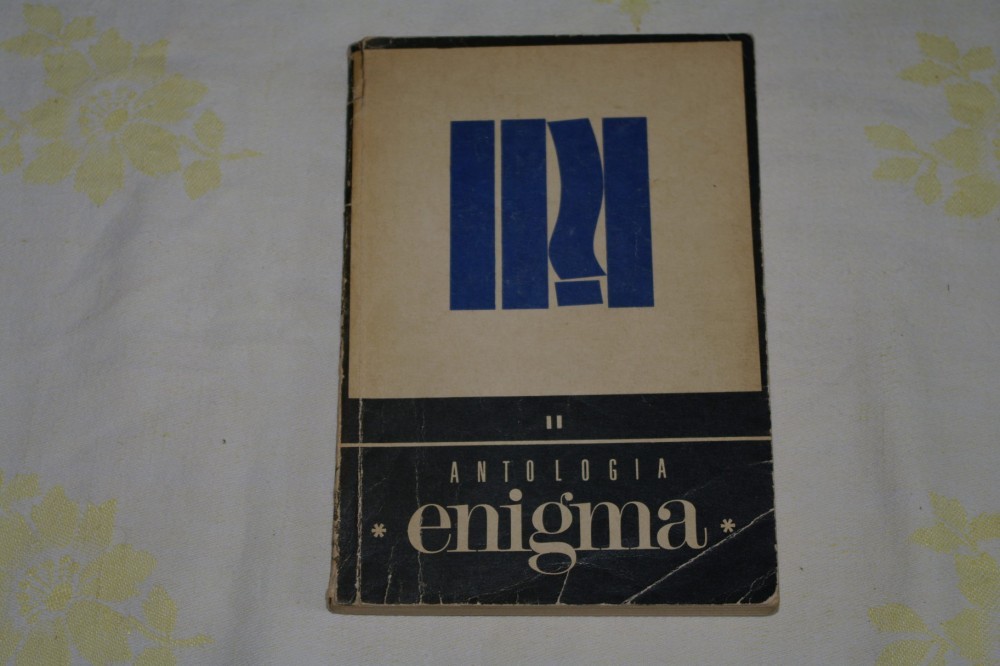 II
ANTOLOGIA
* enigma *